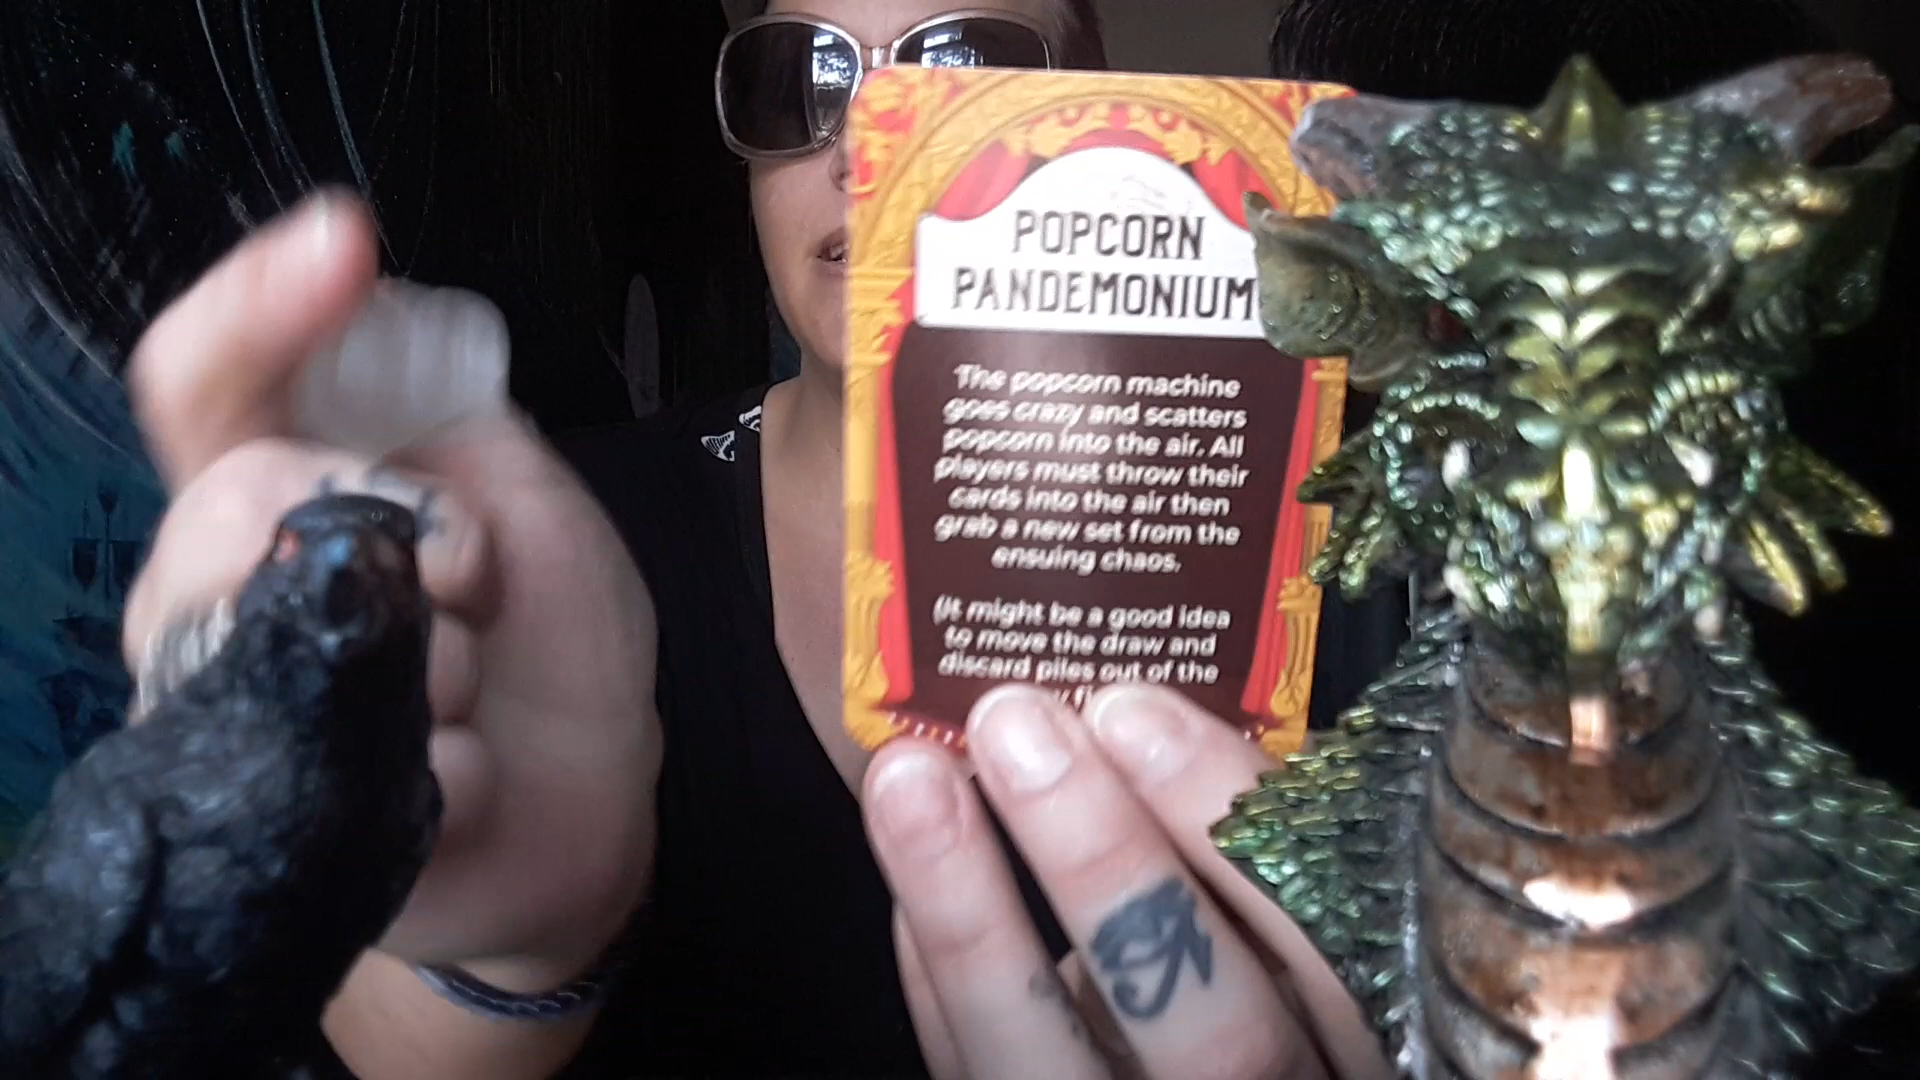 POPCORN
PANDEMONIUM
The popcorn machine
goes crazy and scatters
popcorn into the air. All
players must throw their
cards into the air then
grab a new set from the
ensuing chaos.
(It might be a good idea
to move the draw and
discard piles out of the